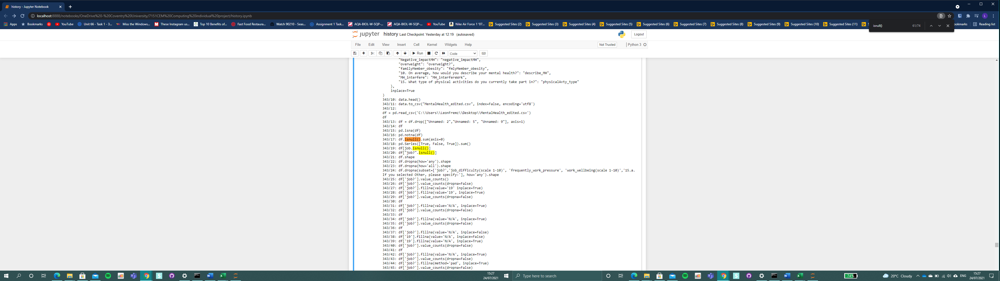 history - Jupyter Notebook
localhost:8888/notebooks/OneDrive%20-%20Coventry%20University/7151CEM%20Computing%20individual%20project/history.ipynb
Apps Bookmarks YouTube Unit 66 - Task 1 - 3... Miss the Windows... These Instagram us... Top 10 Benefits of... Fast Food Restaura... Watch 90210 - Seas... Assignment 1 Task... AQA-BIOL-W-SQP-... AQA-BIOL-W-SQP-... YouTube Nike Air Force 1 '07... Suggested Sites (2) Suggested Sites (3) Suggested Sites (4) Suggested Sites (5) Suggested Sites (6) Suggested Sites (7) Suggested Sites (8) Suggested Sites (9) Suggested Sites (10) Suggested Sites (11) ookmarks Reading list
isnull() 61/74
jupyter history Last Checkpoint: Yesterday at 12:19 (autosaved) Logout
File Edit View Insert Cell Kernel Widgets Help Not Trusted Python 3
Run Code
"Negative_impactMH": "negative_impactMH",
"overweight": "overweight?",
"familyMember_obesity": "fmlyMember_obesity",
"10. On average, how would you describe your mental health?": "describe_MH",
"MH_interfere": "MH_interfereWrk",
"15. What type of physical activities do you currently take part in?": "physicalAvty_type"
},
inplace=True
)
343/10: data.head()
343/11: data.to_csv("MentalHealth_edited.csv", index=False, encoding='utf8')
343/12:
df = pd.read_csv('C:\\Users\\LeonFremz\\Desktop\\MentalHealth_edited.csv')
df
343/13: df = df.drop(["Unnamed: 2","Unnamed: 5", "Unnamed: 9"], axis=1)
343/14: df
343/15: pd.isna(df)
343/16: pd.notna(df)
343/17: df.isnull().sum(axis=0)
343/18: pd.Series([True, False, True]).sum()
343/19: df[job.isnull()]
343/20: df["job?".isnull()]
343/21: df.shape
343/22: df.dropna(how='any').shape
343/23: df.dropna(how='all').shape
343/24: df.dropna(subset=['job?','job_difficulty(scale 1-10)', 'frequently_work_pressure', 'work_wellbeing(scale 1-10)','15.a.
If you selected Other, please specify:'], how='any').shape
343/25: df['job?'].value_counts()
343/26: df['job?'].value_counts(dropna=False)
343/27: df['job?'].fillna(value='19' inplace=True)
343/28: df['job?'].fillna(value='19', inplace=True)
343/29: df['job?'].value_counts(dropna=False)
343/30: df
343/31: df['job?'].fillna(value='N/A', inplace=True)
343/32: df['job?'].value_counts(dropna=False)
343/33: df
343/34: df['job?'].fillna(value='N/A', inplace=True)
343/35: df['job?'].value_counts(dropna=False)
343/36: df
343/37: df['job?'].fillna(value='N/A', inplace=False)
343/38: df['19'].fillna(value='N/A', inplace=False)
343/39: df['19'].fillna(value='N/A', inplace=True)
343/40: df['job?'].value_counts(dropna=False)
343/41: df
343/42: df['job?'].fillna(value='N/A', inplace=True)
343/43: df['job?'].value_counts(dropna=False)
343/44: df['job?'].fillna(method='pad', inplace=True)
343/45: df['job?'].value_counts(dropna=False)
15:27
24/07/2021
Type here to search
74%
20°C Cloudy
ENG
15:27
24/07/2021